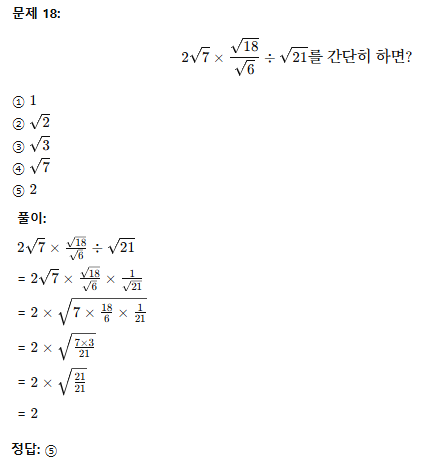 문제 18:
2√7 × √18/√6 ÷ √21를 간단히 하면?
① 1
② √2
③ √3
④ √7
⑤ 2
풀이:
2√7 × √18/√6 ÷ √21
= 2√7 × √18/√6 × 1/√21
= 2 × √(7 × 18/6 × 1/21)
= 2 × √(7×3/21)
= 2 × √(21/21)
= 2
정답: ⑤